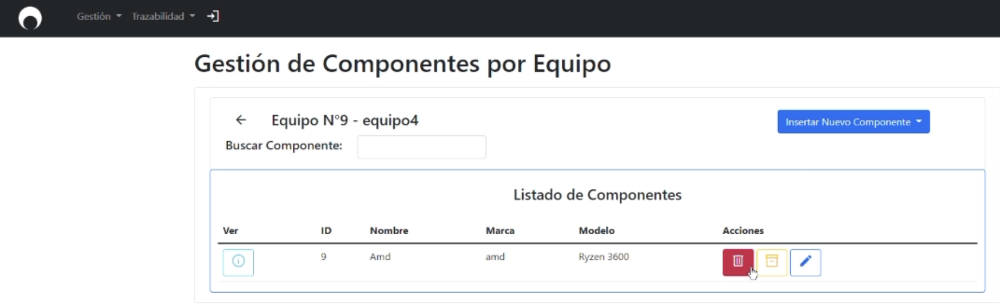 Gestión Trazabilidad
Gestión de Componentes por Equipo
Equipo N°9 - equipo4
Insertar Nuevo Componente
Buscar Componente:
Listado de Componentes
Ver ID Nombre Marca Modelo Acciones
9 Amd amd Ryzen 3600